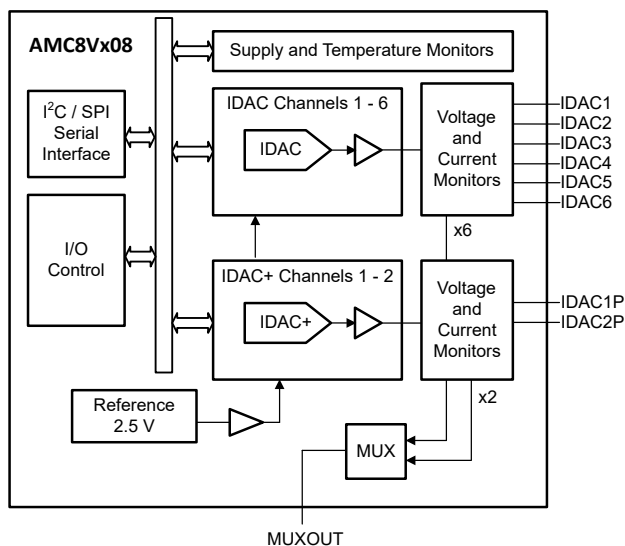 AMC8Vx08
Supply and Temperature Monitors
I²C / SPI
Serial
Interface
IDAC Channels 1 - 6
IDAC
Voltage
and
Current
Monitors
IDAC1
IDAC2
IDAC3
IDAC4
IDAC5
IDAC6
x6
I/O
Control
IDAC+ Channels 1 - 2
IDAC+
Voltage
and
Current
Monitors
IDAC1P
IDAC2P
x2
Reference
2.5 V
MUX
MUXOUT